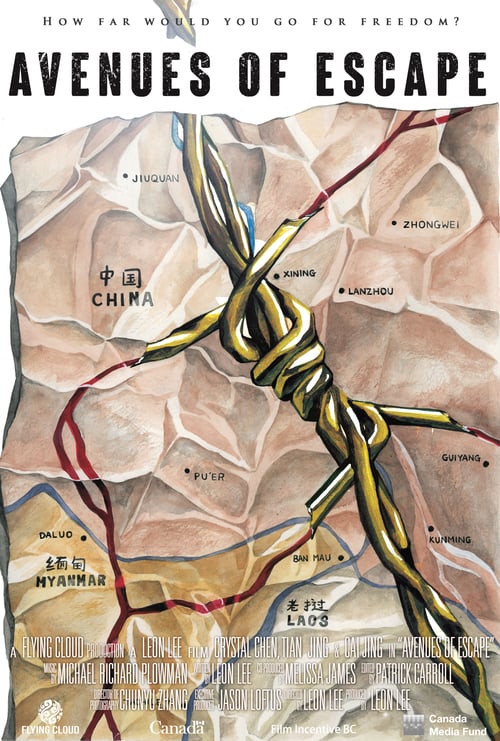 HOW FAR WOULD YOU GO FOR FREEDOM?
AVENUES OF ESCAPE
JIUQUAN
ZHONGWEI
中国
CHINA
XINING
LANZHOU
GUIYANG
PU'ER
DALUO
KUNMING
缅甸
MYANMAR
BAN MAU
老挝
LAOS
A FLYING CLOUD PRODUCTION A LEON LEE FILM CRYSTAL CHEN, TIAN JING & CAI JING IN "AVENUES OF ESCAPE"
MUSIC BY MICHAEL RICHARD PLOWMAN WRITTEN BY LEON LEE CO-PRODUCER MELISSA JAMES EDITED BY PATRICK CARROLL
DIRECTOR OF PHOTOGRAPHY CHUNYU ZHANG EXECUTIVE PRODUCER JASON LOFTUS DIRECTED BY LEON LEE PRODUCED BY LEON LEE
FLYING CLOUD
Canada
Film Incentive BC
Canada
Media Fund